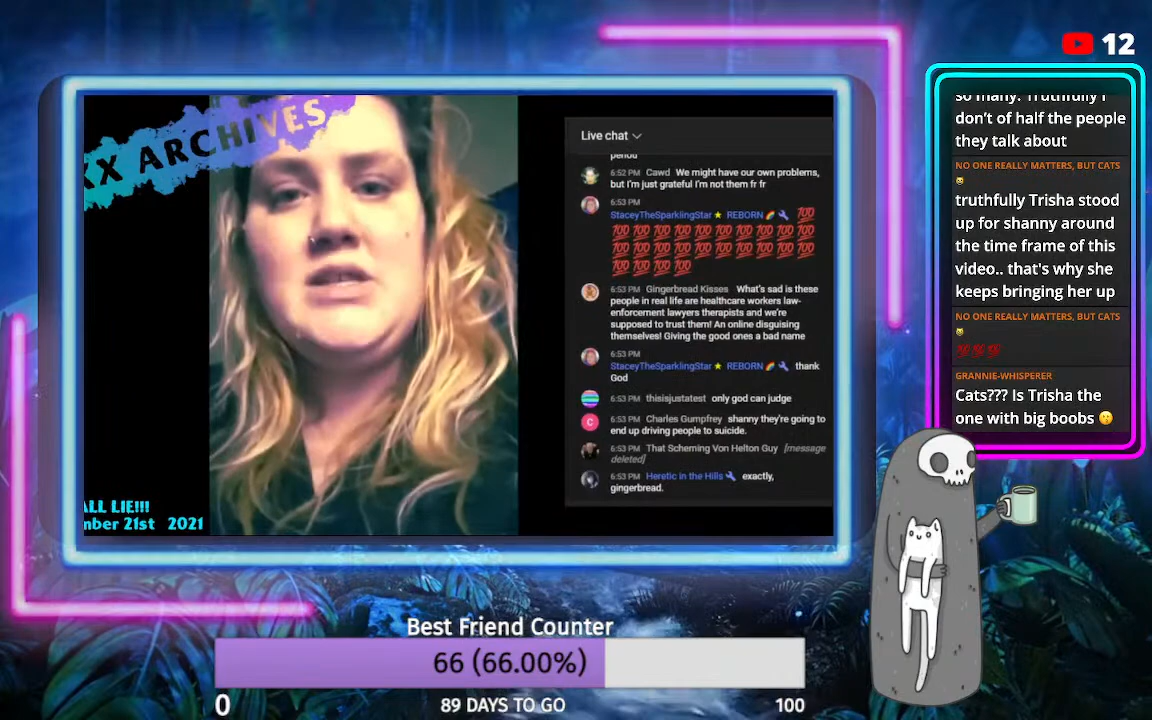 12
XX ARCHIVES
ALL LIE!!!
mber 21st 2021
Live chat
period
6:52 PM Cawd We might have our own problems,
but I'm just grateful I'm not them fr fr
6:53 PM
StaceyTheSparklingStar ⭐ REBORN 🌈 🔧 💯
💯💯💯💯💯💯💯💯💯💯
💯💯💯💯💯💯💯💯💯💯
💯💯💯💯
6:53 PM Gingerbread Kisses What's sad is these
people in real life are healthcare workers law-
enforcement lawyers therapists and we're
supposed to trust them! An online disguising
themselves! Giving the good ones a bad name
6:53 PM
StaceyTheSparklingStar ⭐ REBORN 🌈 🔧 thank
God
6:53 PM thisisjustatest only god can judge
C
6:53 PM Charles Gumpfrey shanny they're going to
end up driving people to suicide.
6:53 PM That Scheming Von Helton Guy [message
deleted]
6:53 PM Heretic in the Hills 🔧 exactly,
gingerbread.
so many. Truthfully I
don't of half the people
they talk about
NO ONE REALLY MATTERS, BUT CATS
😺
truthfully Trisha stood
up for shanny around
the time frame of this
video.. that's why she
keeps bringing her up
NO ONE REALLY MATTERS, BUT CATS
😺
💯💯💯
GRANNIE-WHISPERER
Cats??? Is Trisha the
one with big boobs 🤫
Best Friend Counter
66 (66.00%)
0
89 DAYS TO GO
100